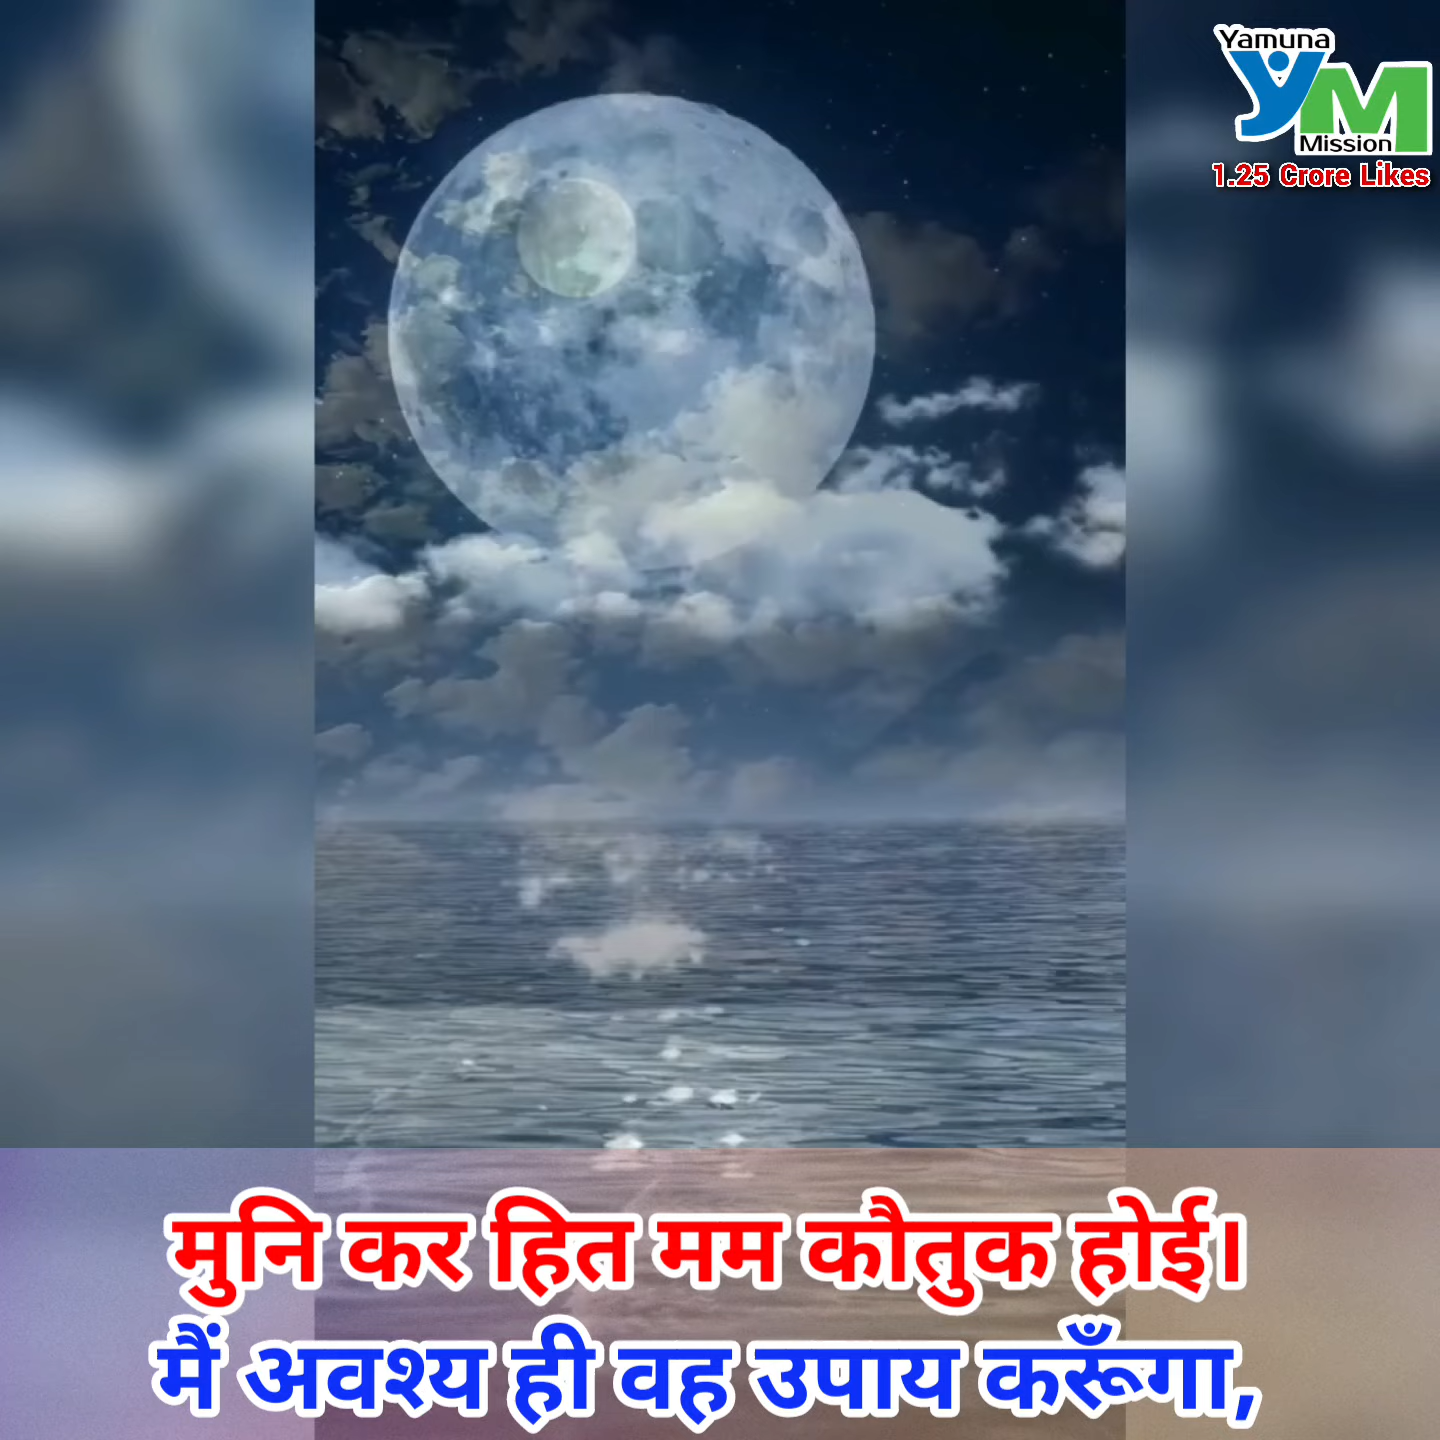 Yamuna
YM
Mission
1.25 Crore Likes
मुनि कर हित मम कौतुक होई।
मैं अवश्य ही वह उपाय करूँगा,